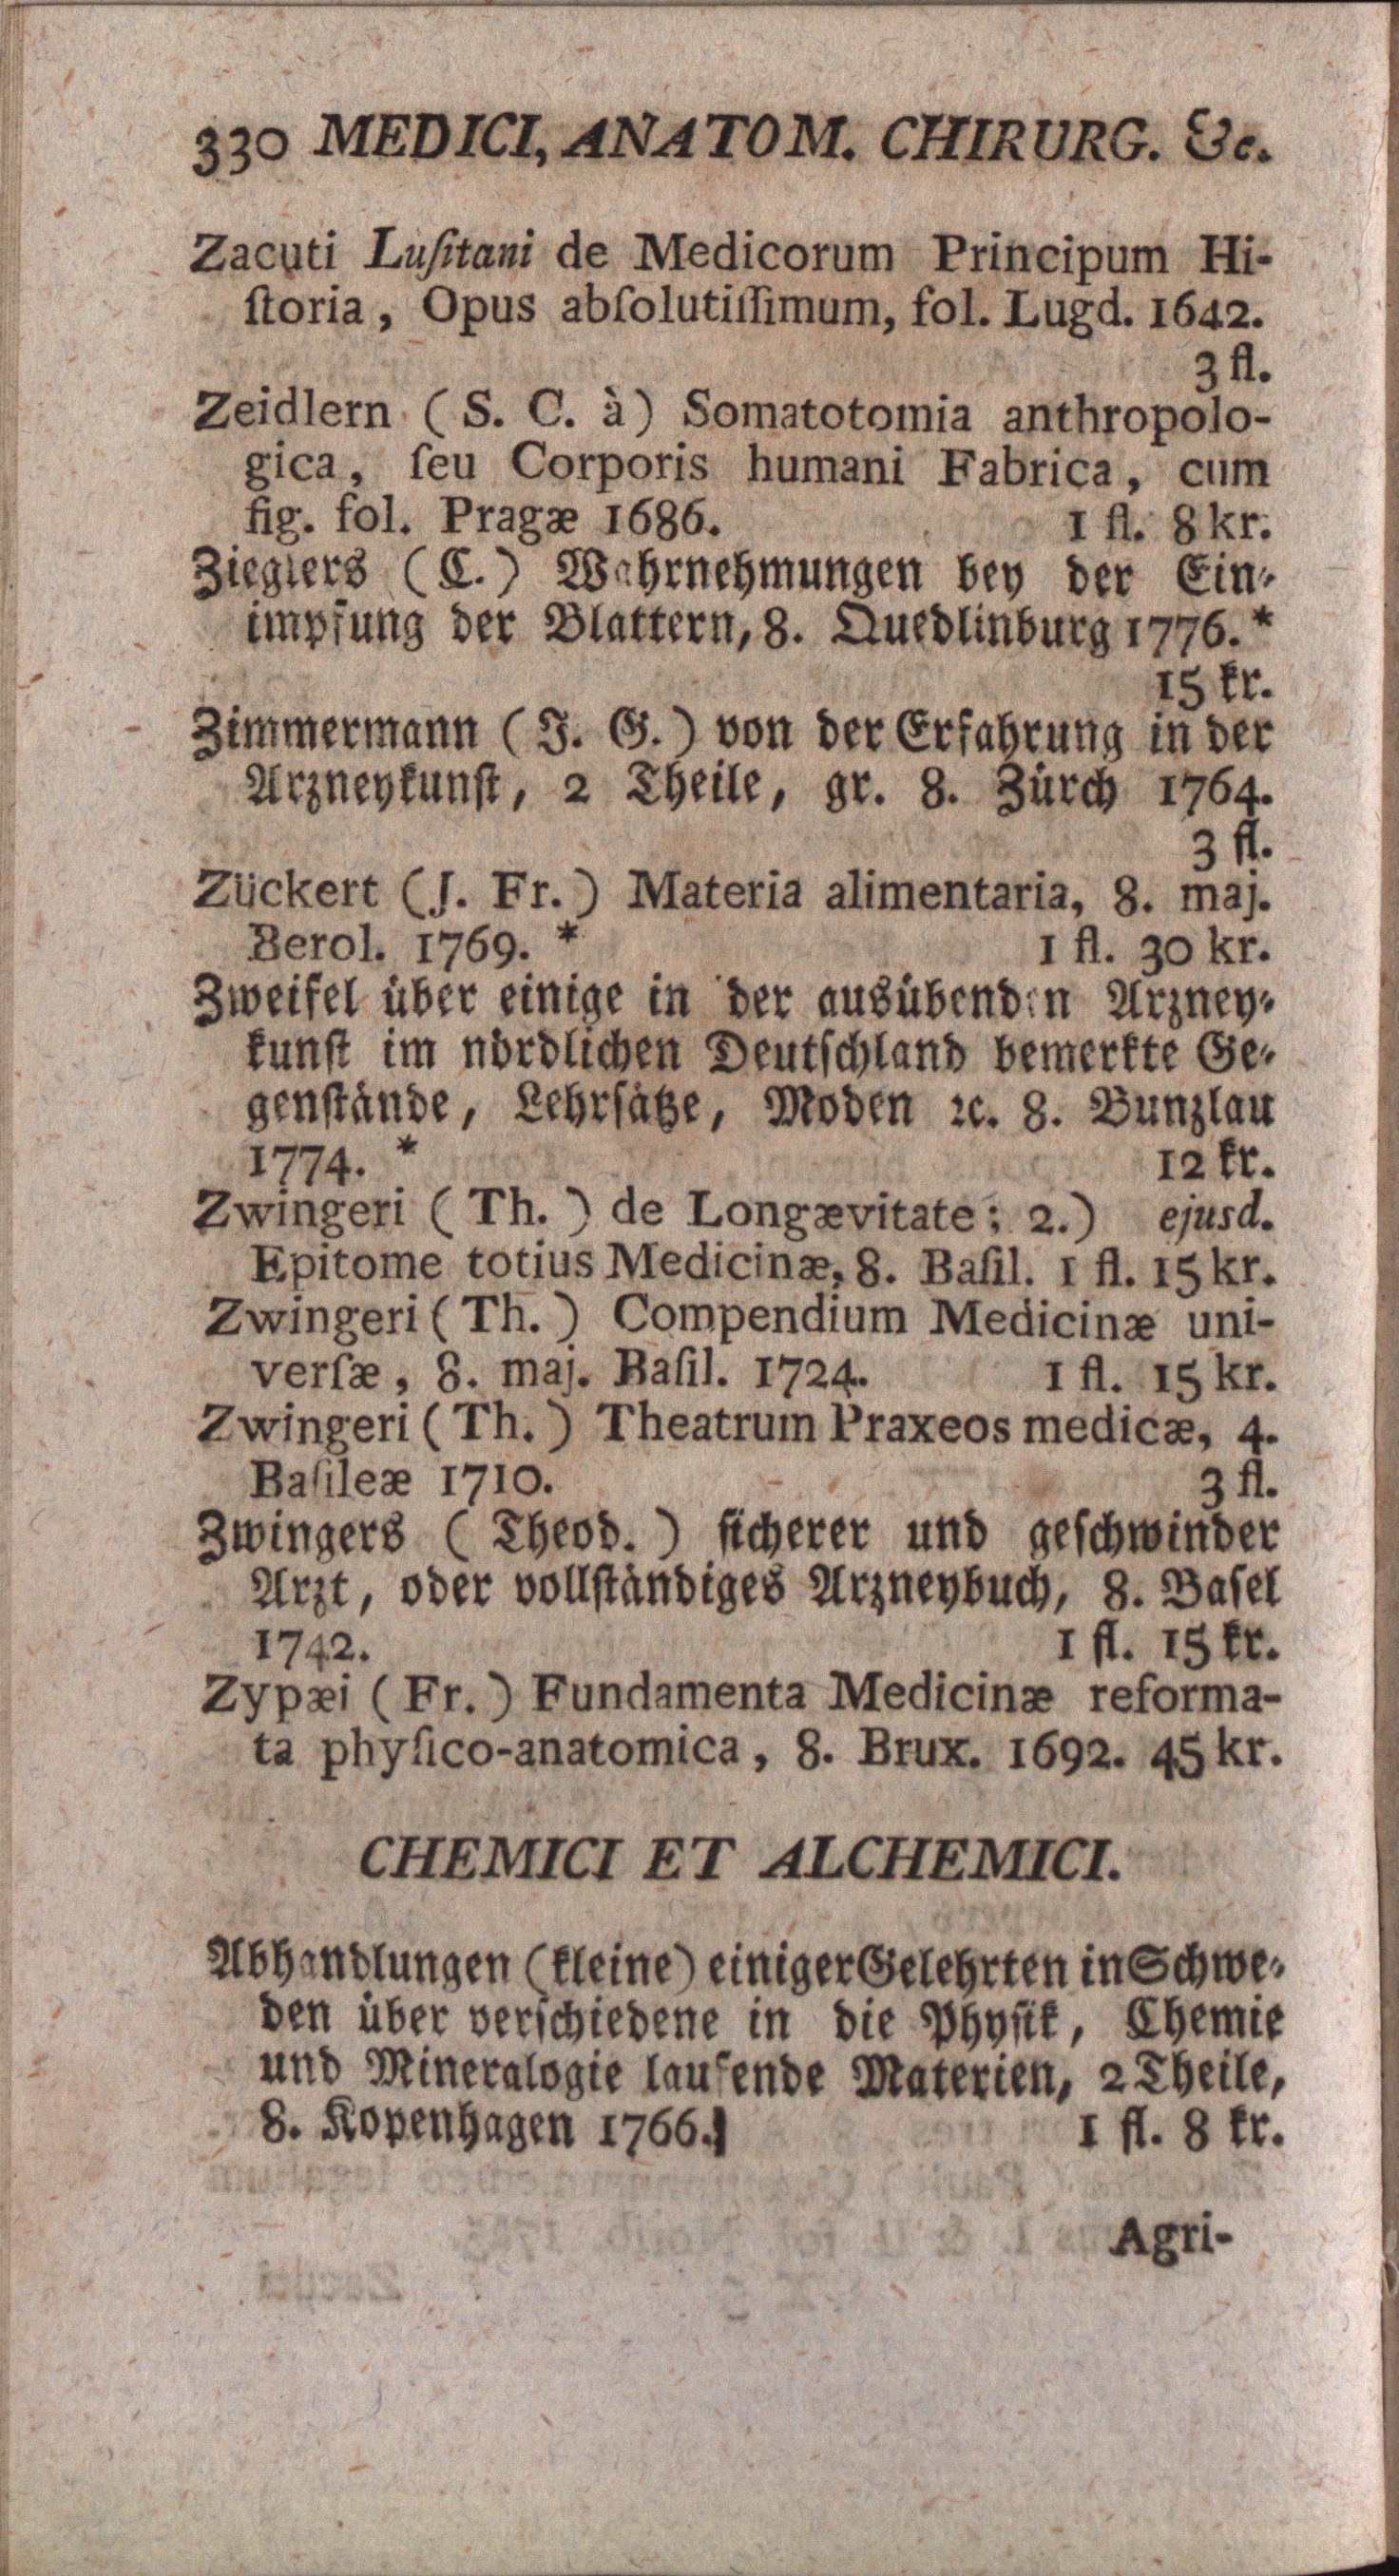 330 MEDICI, ANATOM. CHIRURG. &c.
Zacuti Luſitani de Medicorum Principum Hi-
ſtoria, Opus abſolutiſſimum, fol. Lugd. 1642.
3 fl.
Zeidlern (S. C. à) Somatotomia anthropolo-
gica, ſeu Corporis humani Fabrica, cum
fig. fol. Pragæ 1686. 1 fl. 8 kr.
Zieglers (C.) Wahrnehmungen bey der Ein-
impfung der Blattern, 8. Quedlinburg 1776. *
15 kr.
Zimmermann (J. G.) von der Erfahrung in der
Arzneykunſt, 2 Theile, gr. 8. Zürch 1764.
3 fl.
Zückert (J. Fr.) Materia alimentaria, 8. maj.
Berol. 1769. * 1 fl. 30 kr.
Zweifel über einige in der ausübenden Arzney-
kunſt im nördlichen Deutſchland bemerkte Ge-
genſtände, Lehrſätze, Moden ꝛc. 8. Bunzlau
1774. * 12 kr.
Zwingeri (Th.) de Longævitate; 2.) ejusd.
Epitome totius Medicinæ, 8. Baſil. 1 fl. 15 kr.
Zwingeri (Th.) Compendium Medicinæ uni-
verſæ, 8. maj. Baſil. 1724. 1 fl. 15 kr.
Zwingeri (Th.) Theatrum Praxeos medicæ, 4.
Baſileæ 1710. 3 fl.
Zwingers (Theod.) ſicherer und geſchwinder
Arzt, oder vollſtändiges Arzneybuch, 8. Baſel
1742. 1 fl. 15 kr.
Zypæi (Fr.) Fundamenta Medicinæ reforma-
ta phyſico-anatomica, 8. Brux. 1692. 45 kr.
CHEMICI ET ALCHEMICI.
Abhandlungen (kleine) einiger Gelehrten in Schwe-
den über verſchiedene in die Phyſik, Chemie
und Mineralogie laufende Materien, 2 Theile,
8. Kopenhagen 1766. 1 fl. 8 kr.
Agri-